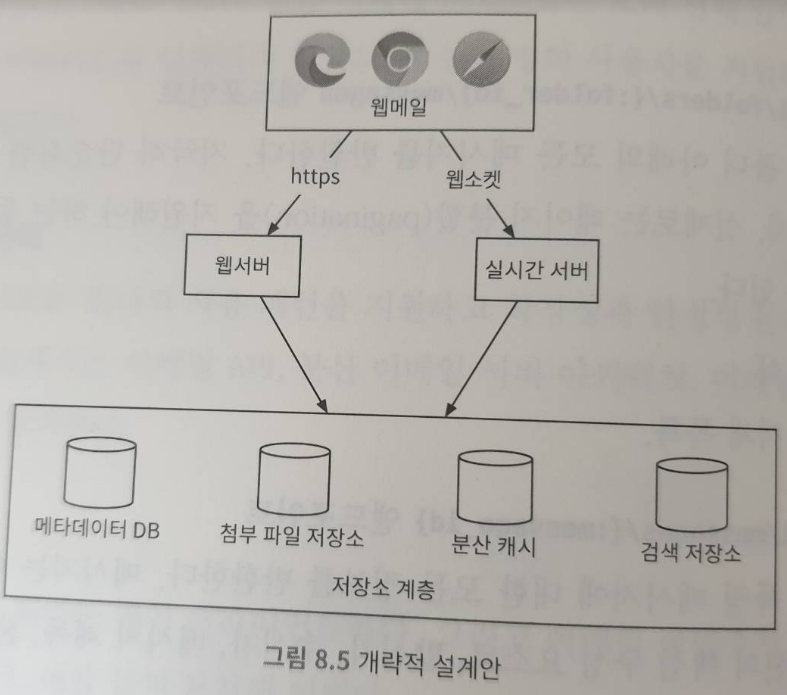 웹메일
https
웹소켓
웹서버
실시간 서버
메타데이터 DB
첨부 파일 저장소
분산 캐시
검색 저장소
저장소 계층
그림 8.5 개략적 설계안